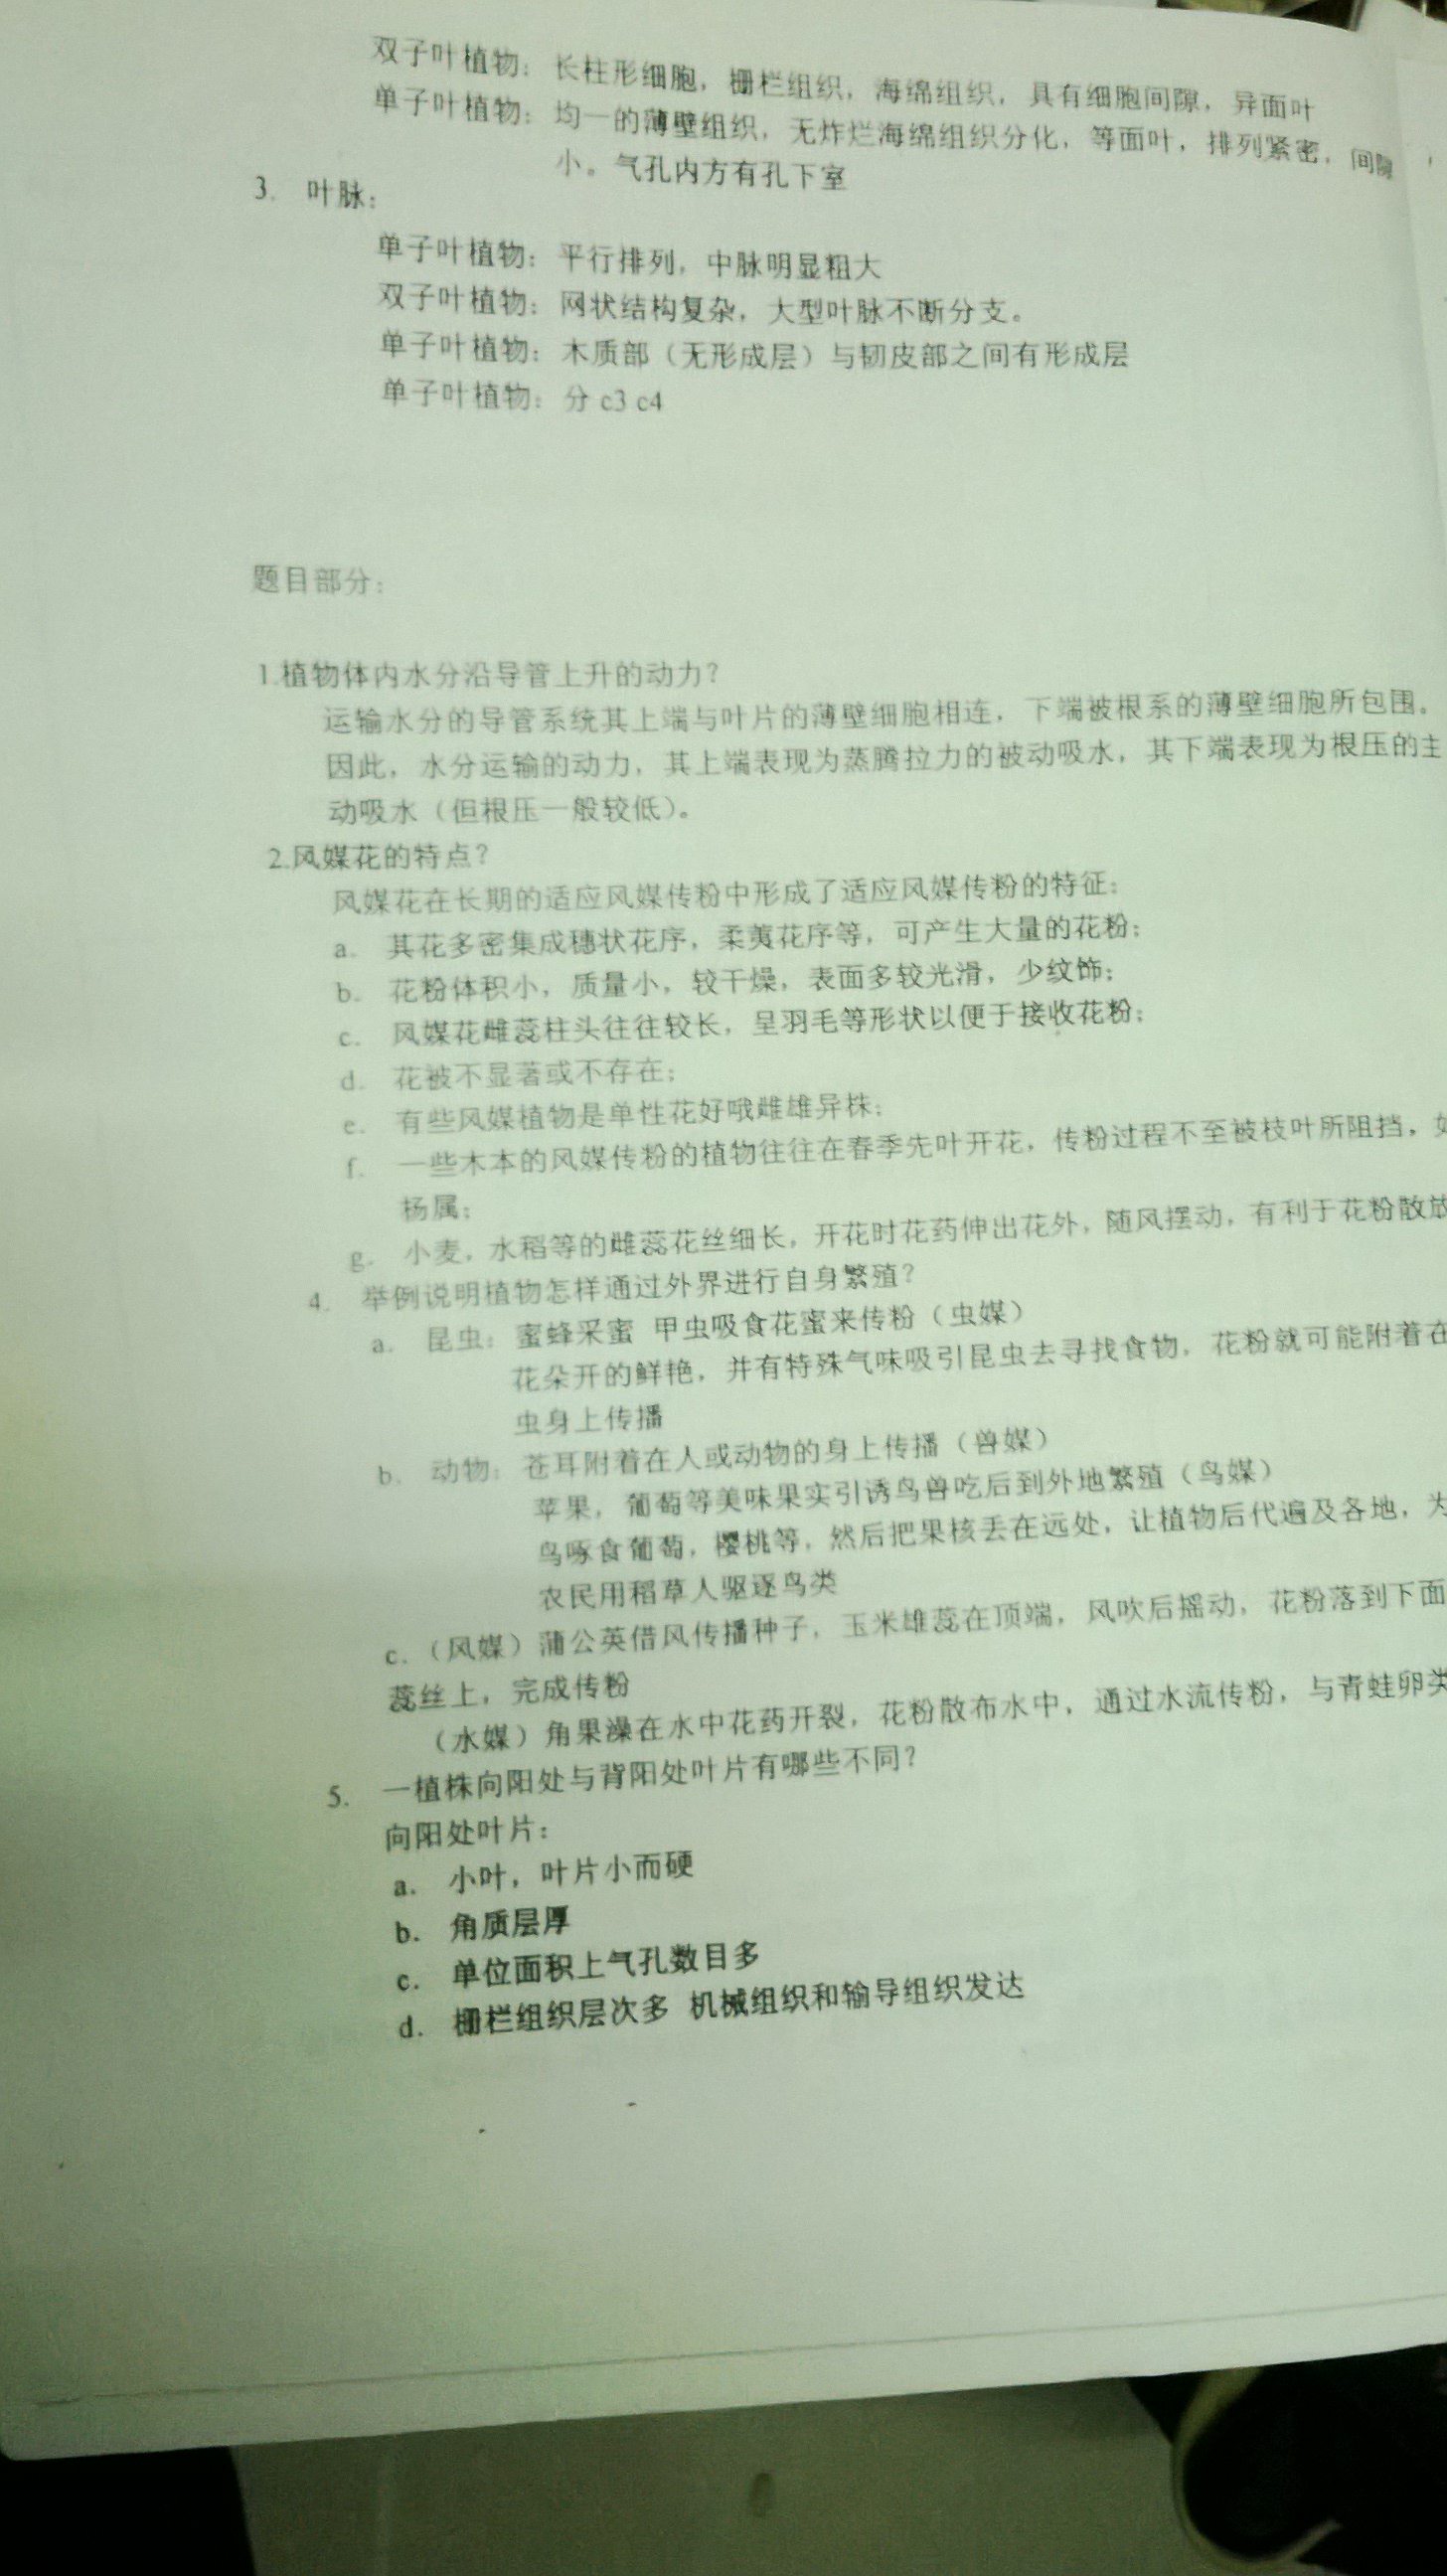 双子叶植物：长柱形细胞，栅栏组织，海绵组织，具有细胞间隙，异面叶
单子叶植物：均一的薄壁组织，无炸烂海绵组织分化，等面叶，排列紧密，间隙
小。气孔内方有孔下室
3. 叶脉：
单子叶植物：平行排列，中脉明显粗大
双子叶植物：网状结构复杂，大型叶脉不断分支。
单子叶植物：木质部（无形成层）与韧皮部之间有形成层
单子叶植物：分 c3 c4
题目部分：
1.植物体内水分沿导管上升的动力？
运输水分的导管系统其上端与叶片的薄壁细胞相连，下端被根系的薄壁细胞所包围。
因此，水分运输的动力，其上端表现为蒸腾拉力的被动吸水，其下端表现为根压的主
动吸水（但根压一般较低）。
2.风媒花的特点？
风媒花在长期的适应风媒传粉中形成了适应风媒传粉的特征：
a. 其花多密集成穗状花序，柔荑花序等，可产生大量的花粉；
b. 花粉体积小，质量小，较干燥，表面多较光滑，少纹饰；
c. 风媒花雌蕊柱头往往较长，呈羽毛等形状以便于接收花粉；
d. 花被不显著或不存在；
e. 有些风媒植物是单性花好哦雌雄异株；
f. 一些木本的风媒传粉的植物往往在春季先叶开花，传粉过程不至被枝叶所阻挡，如
杨属；
g. 小麦，水稻等的雌蕊花丝细长，开花时花药伸出花外，随风摆动，有利于花粉散放
4. 举例说明植物怎样通过外界进行自身繁殖？
a. 昆虫：蜜蜂采蜜 甲虫吸食花蜜来传粉（虫媒）
花朵开的鲜艳，并有特殊气味吸引昆虫去寻找食物，花粉就可能附着在
虫身上传播
b. 动物：苍耳附着在人或动物的身上传播（兽媒）
苹果，葡萄等美味果实引诱鸟兽吃后到外地繁殖（鸟媒）
鸟啄食葡萄，樱桃等，然后把果核丢在远处，让植物后代遍及各地，为
农民用稻草人驱逐鸟类
c.（风媒）蒲公英借风传播种子，玉米雄蕊在顶端，风吹后摇动，花粉落到下面
蕊丝上，完成传粉
（水媒）角果澡在水中花药开裂，花粉散布水中，通过水流传粉，与青蛙卵类
5. 一植株向阳处与背阳处叶片有哪些不同？
向阳处叶片：
a. 小叶，叶片小而硬
b. 角质层厚
c. 单位面积上气孔数目多
d. 栅栏组织层次多 机械组织和输导组织发达